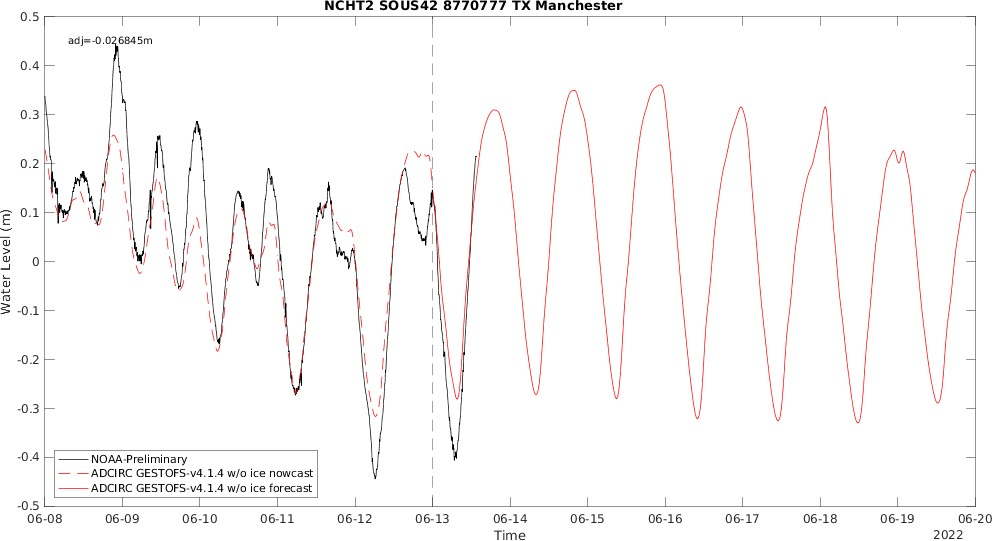 NCHT2 SOUS42 8770777 TX Manchester
adj=-0.026845m
0.5
0.4
0.3
0.2
0.1
0
-0.1
-0.2
-0.3
-0.4
-0.5
Water Level (m)
NOAA-Preliminary
ADCIRC GESTOFS-v4.1.4 w/o ice nowcast
ADCIRC GESTOFS-v4.1.4 w/o ice forecast
06-08 06-09 06-10 06-11 06-12 06-13 06-14 06-15 06-16 06-17 06-18 06-19 06-20
Time
2022